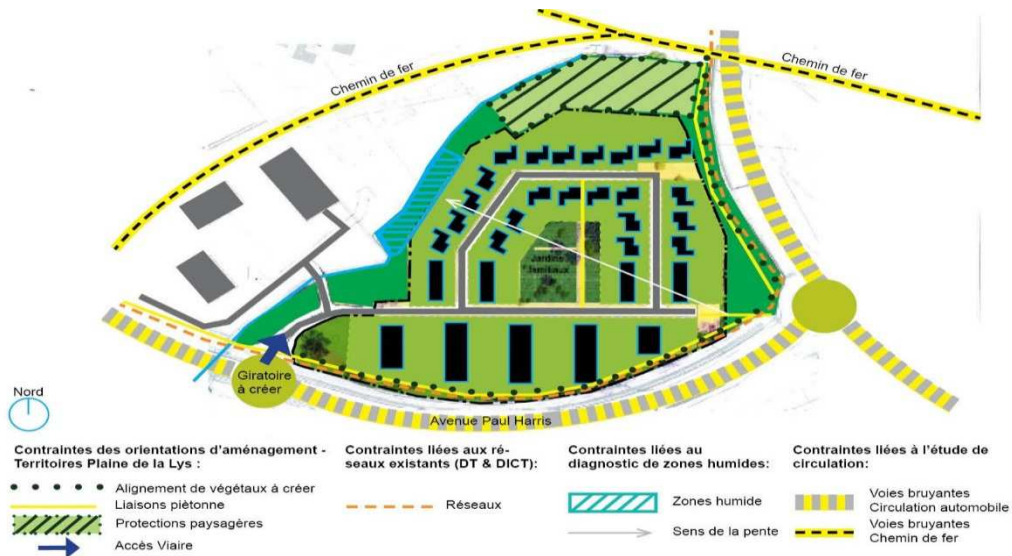 Chemin de fer
Chemin de fer
Jardins
familiaux
Giratoire
à créer
Avenue Paul Harris
Nord
Contraintes des orientations d'aménagement -
Territoires Plaine de la Lys :
Alignement de végétaux à créer
Liaisons piètonne
Protections paysagères
Accès Viaire
Contraintes liées aux ré-
seaux existants (DT & DICT):
Réseaux
Contraintes liées au
diagnostic de zones humides:
Zones humide
Sens de la pente
Contraintes liées à l'étude de
circulation:
Voies bruyantes
Circulation automobile
Voies bruyantes
Chemin de fer